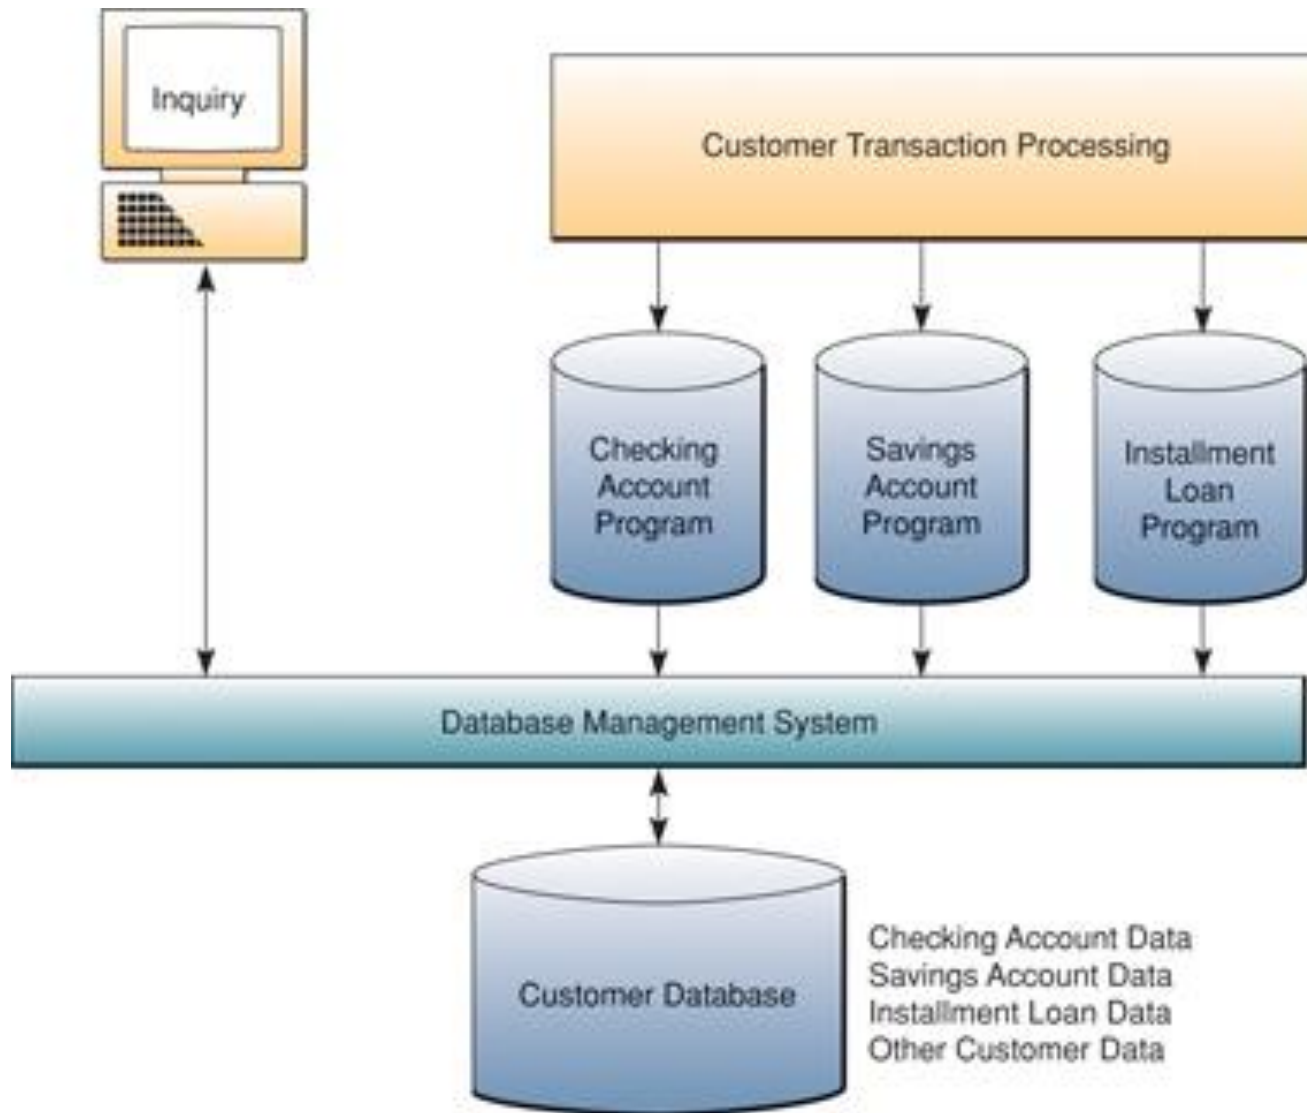 Inquiry
Customer Transaction Processing
Checking
Account
Program
Savings
Account
Program
Installment
Loan
Program
Database Management System
Customer Database
Checking Account Data
Savings Account Data
Installment Loan Data
Other Customer Data